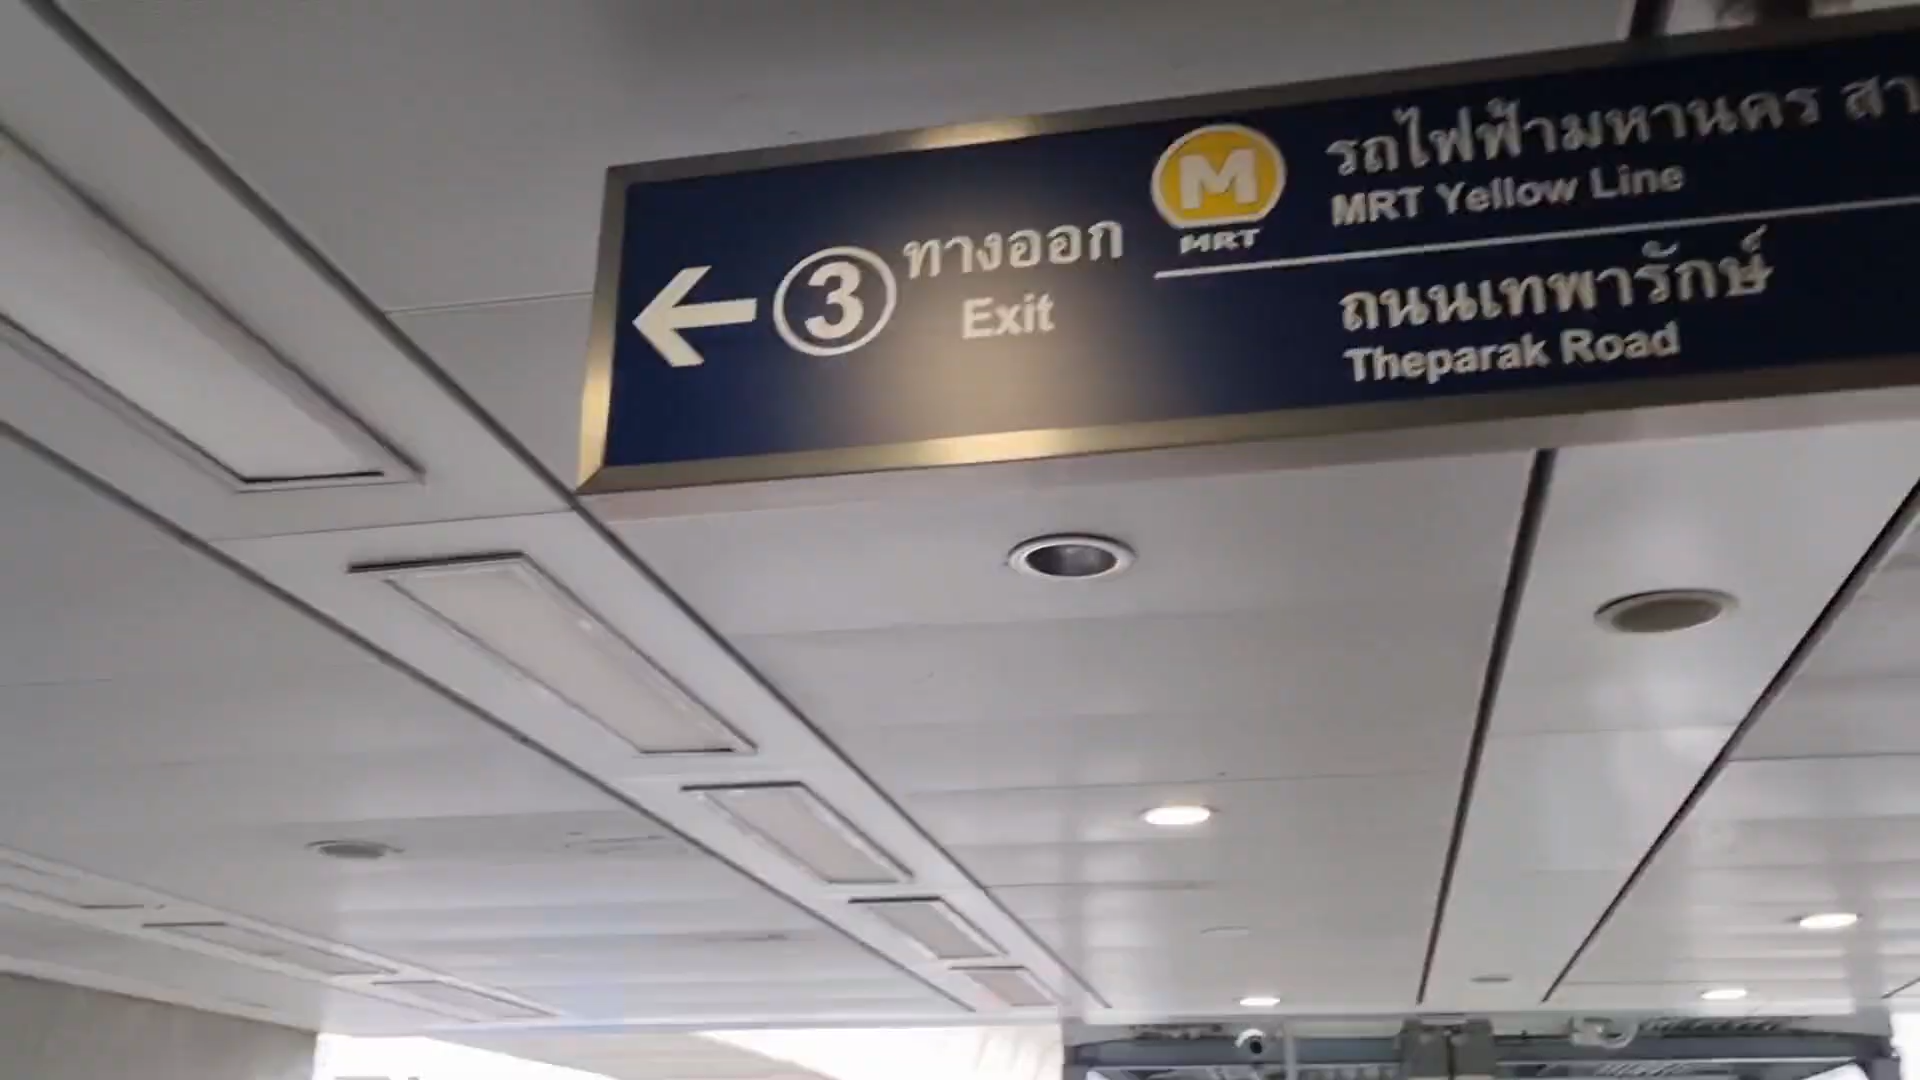 3
ทางออก
Exit
M
MRT
รถไฟฟ้ามหานคร
MRT Yellow Line
ถนนเทพารักษ์
Theparak Road